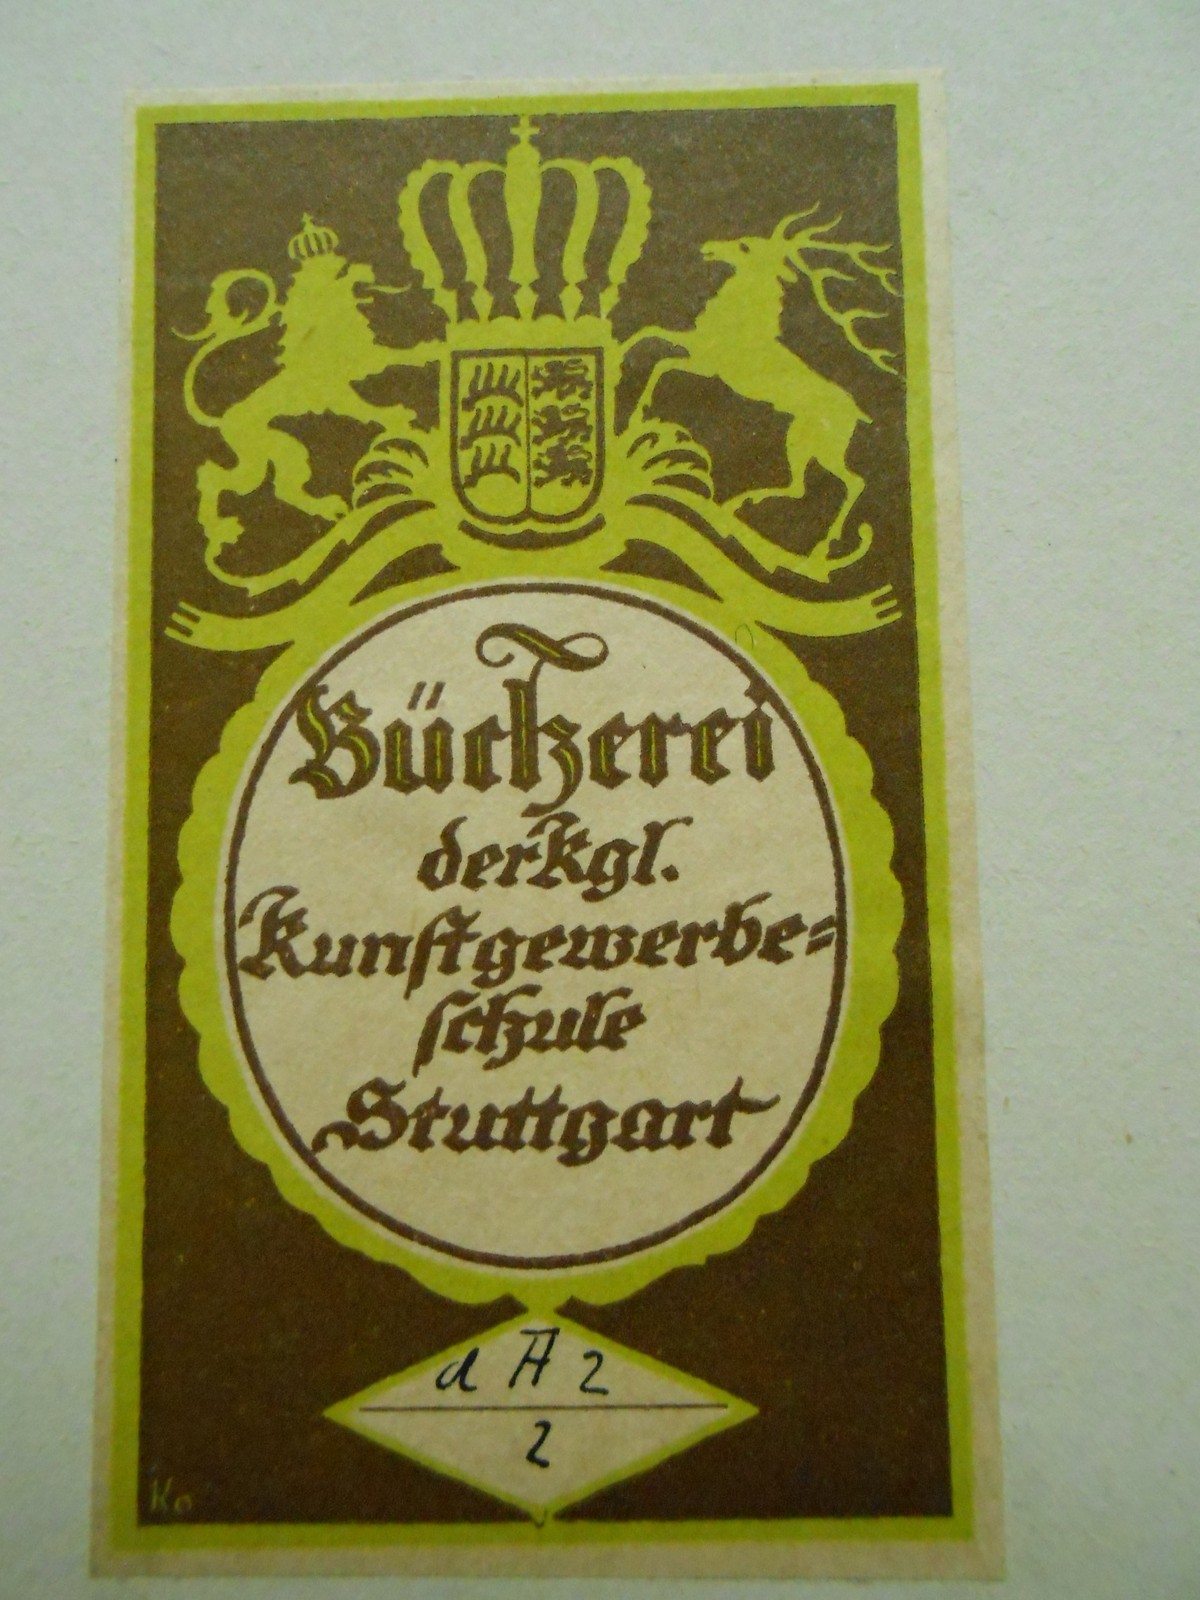 Bücherei
der kgl.
Kunſtgewerbe=
ſchule
Stuttgart
d A 2
2
Ko